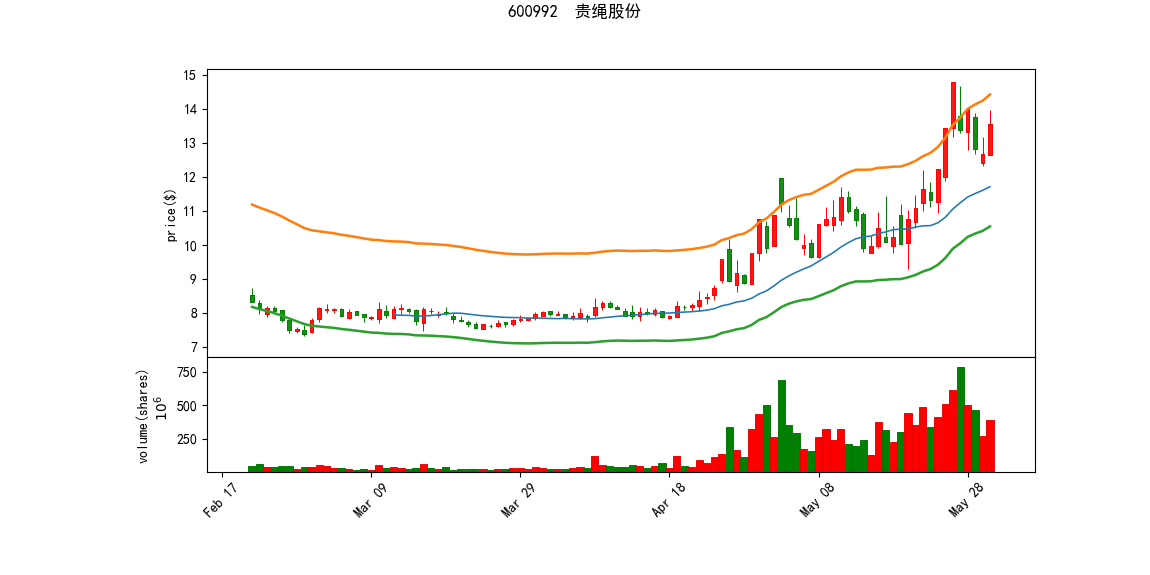 600992 贵绳股份
15
14
13
12
11
10
9
8
7
price($)
750
500
250
volume(shares)
10^6
Feb 17
Mar 09
Mar 29
Apr 18
May 08
May 28